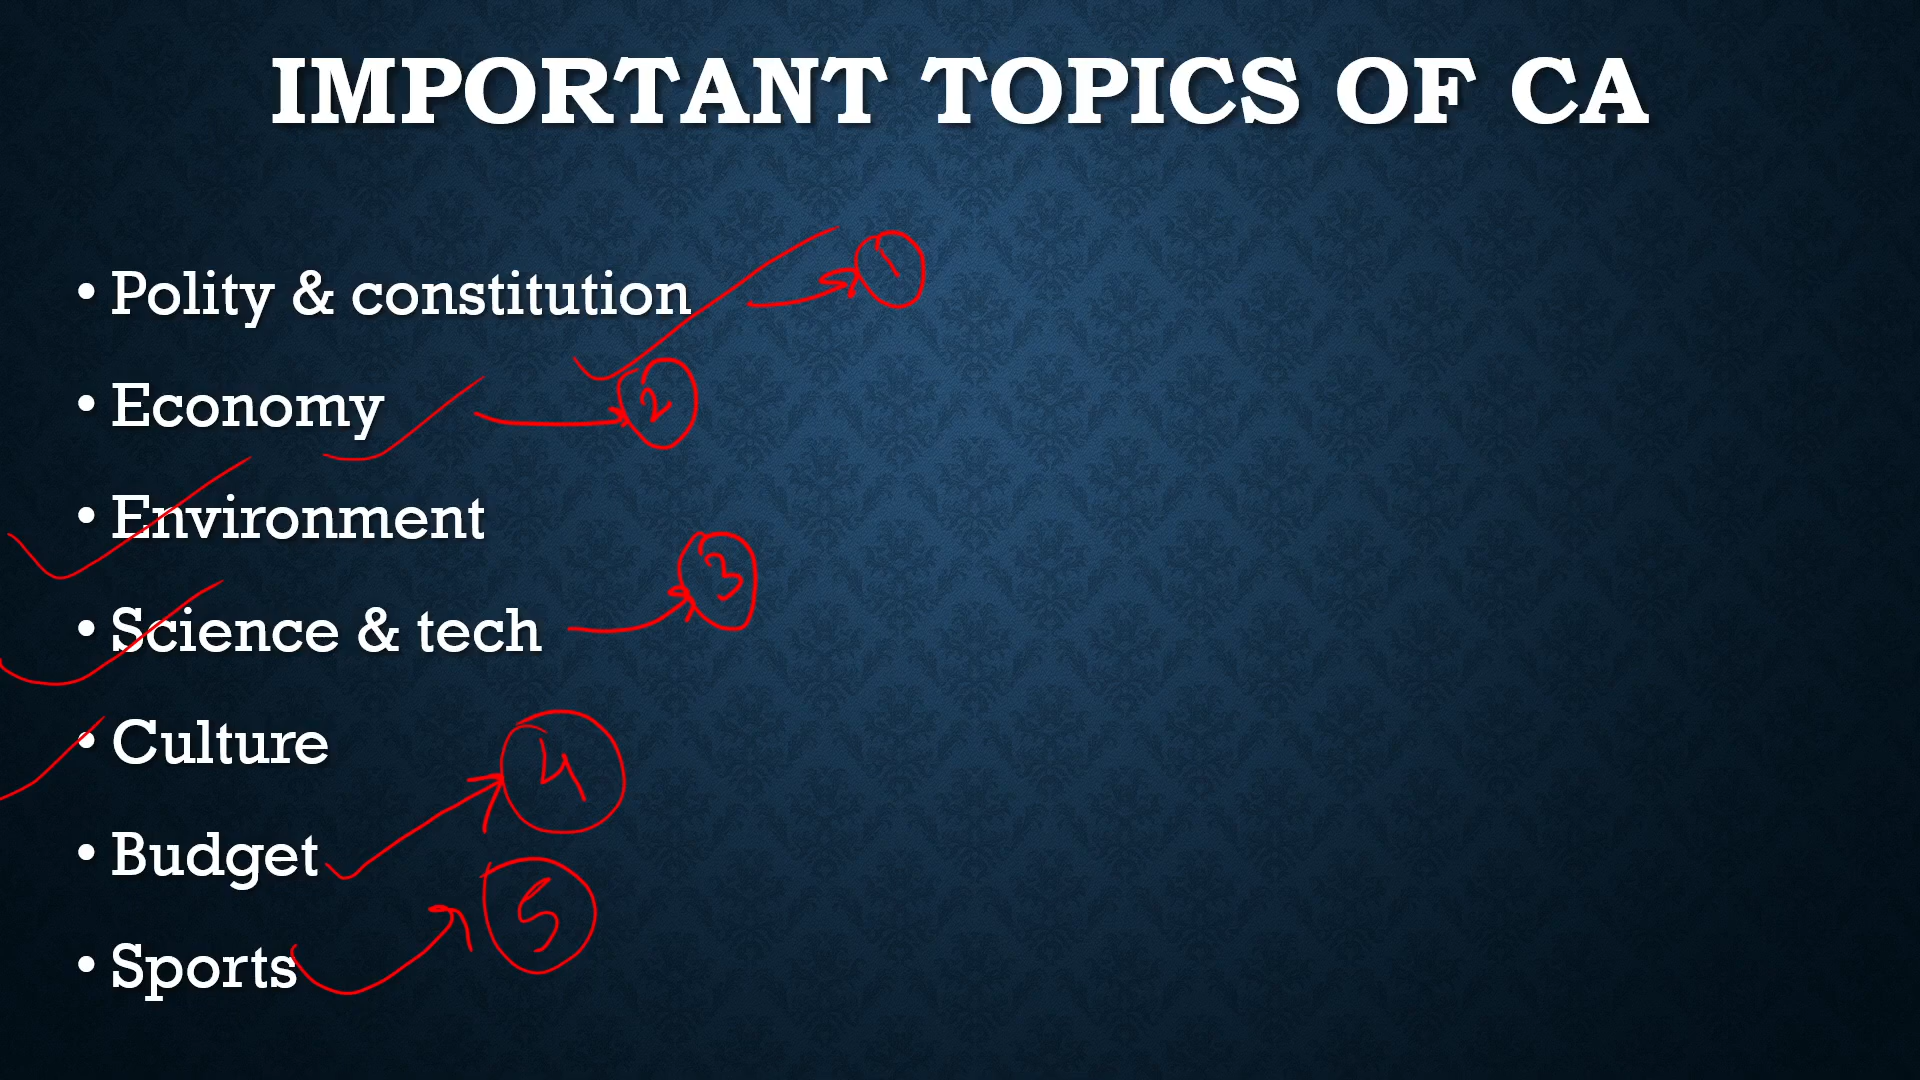 IMPORTANT TOPICS OF CA
• Polity & constitution 1
• Economy 2
• Environment
• Science & tech 3
• Culture
• Budget 4
• Sports 5